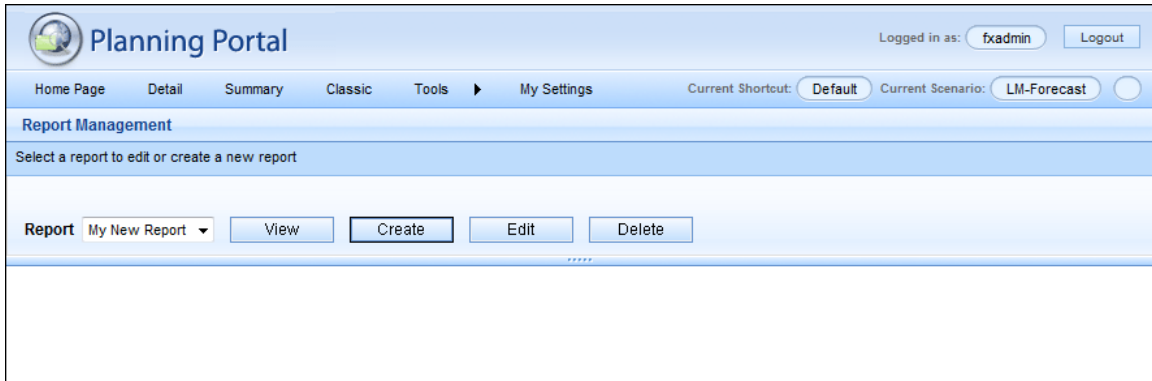 Planning Portal
Logged in as: fxadmin Logout
Home Page Detail Summary Classic Tools My Settings Current Shortcut: Default Current Scenario: LM-Forecast
Report Management
Select a report to edit or create a new report
Report My New Report View Create Edit Delete